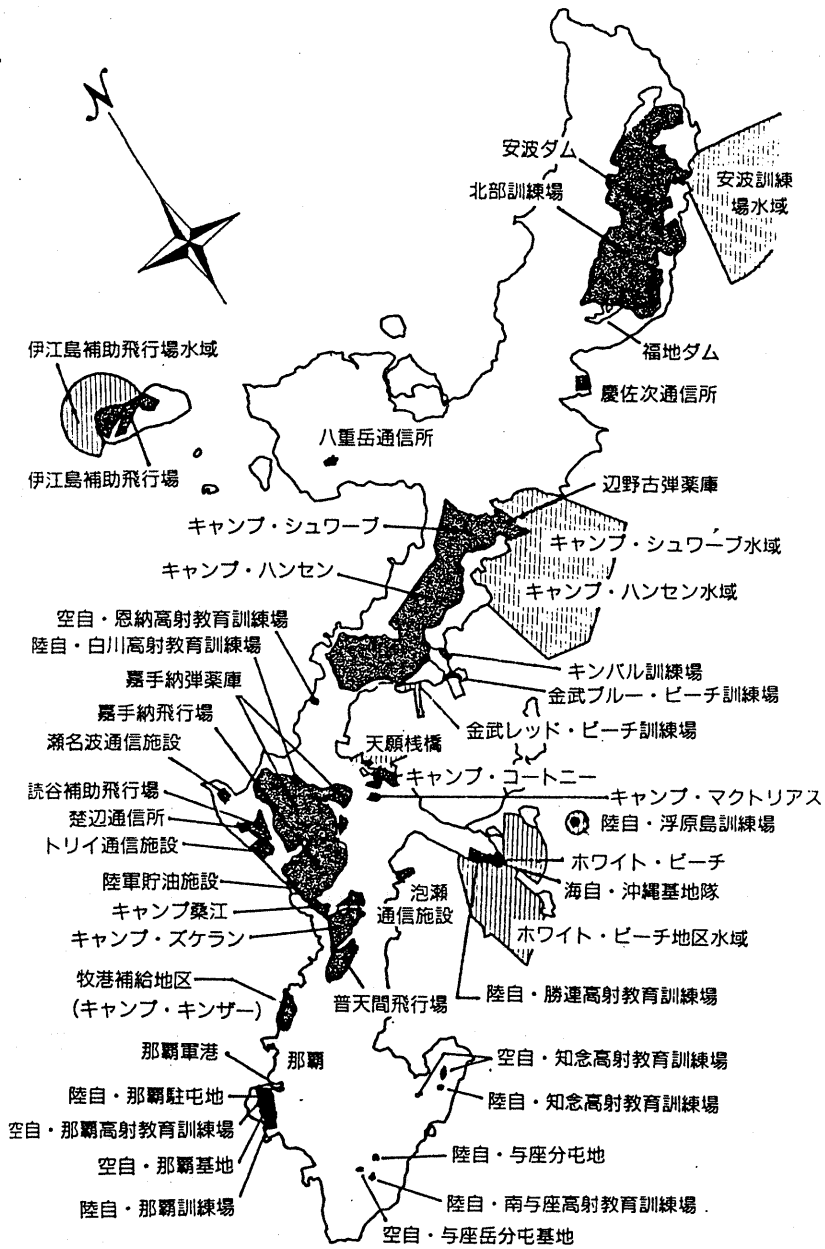 N
安波ダム
北部訓練場
安波訓練
場水域
福地ダム
慶佐次通信所
伊江島補助飛行場水域
伊江島補助飛行場
八重岳通信所
辺野古弾薬庫
キャンプ・シュワーブ
キャンプ・シュワーブ水域
キャンプ・ハンセン
キャンプ・ハンセン水域
空自・恩納高射教育訓練場
陸自・白川高射教育訓練場
嘉手納弾薬庫
嘉手納飛行場
瀬名波通信施設
読谷補助飛行場
楚辺通信所
トリイ通信施設
陸軍貯油施設
キャンプ桑江
キャンプ・ズケラン
キンバル訓練場
金武ブルー・ビーチ訓練場
金武レッド・ビーチ訓練場
天願桟橋
キャンプ・コートニー
キャンプ・マクトリアス
陸自・浮原島訓練場
ホワイト・ビーチ
海自・沖縄基地隊
泡瀬
通信施設
ホワイト・ビーチ地区水域
陸自・勝連高射教育訓練場
普天間飛行場
牧港補給地区
(キャンプ・キンザー)
那覇軍港
那覇
陸自・那覇駐屯地
空自・那覇高射教育訓練場
空自・那覇基地
陸自・那覇訓練場
空自・知念高射教育訓練場
陸自・知念高射教育訓練場
陸自・与座分屯地
陸自・南与座高射教育訓練場
空自・与座岳分屯基地